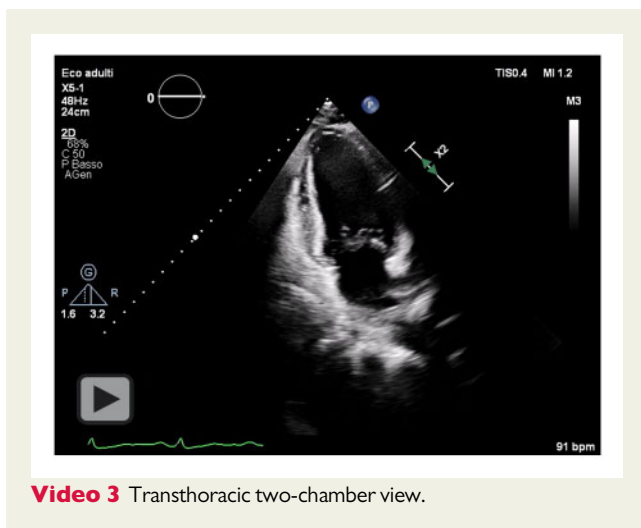 Eco adulti
X5-1
48Hz
24cm
2D
68%
C 50
P Basso
AGen
0
P
TIS0.4 MI 1.2
M3
X2
G
P R
1.6 3.2
91 bpm
Video 3 Transthoracic two-chamber view.